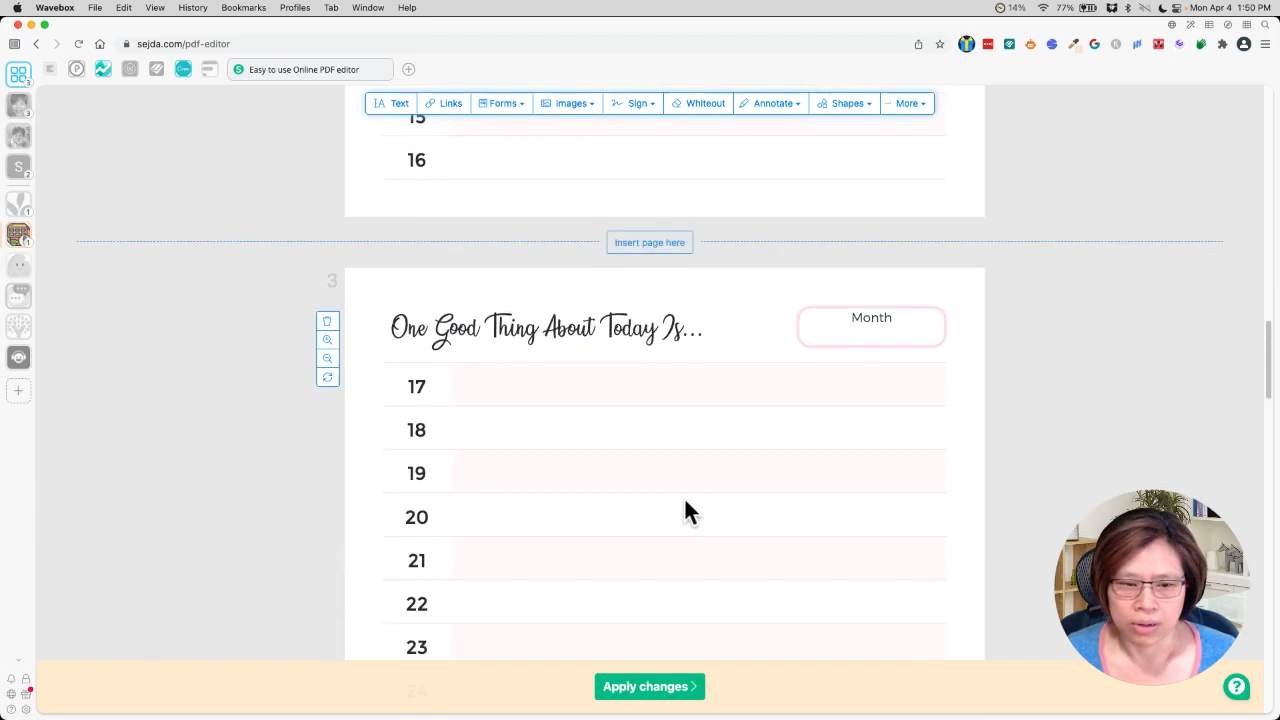 Wavebox File Edit View History Bookmarks Profiles Tab Window Help 14% 77% Mon Apr 4 1:50 PM
sejda.com/pdf-editor
Easy to use Online PDF editor
Text Links Forms Images Sign Whiteout Annotate Shapes More
15
16
Insert page here
3
One Good Thing About Today Is...
Month
17
18
19
20
21
22
23
24
Apply changes